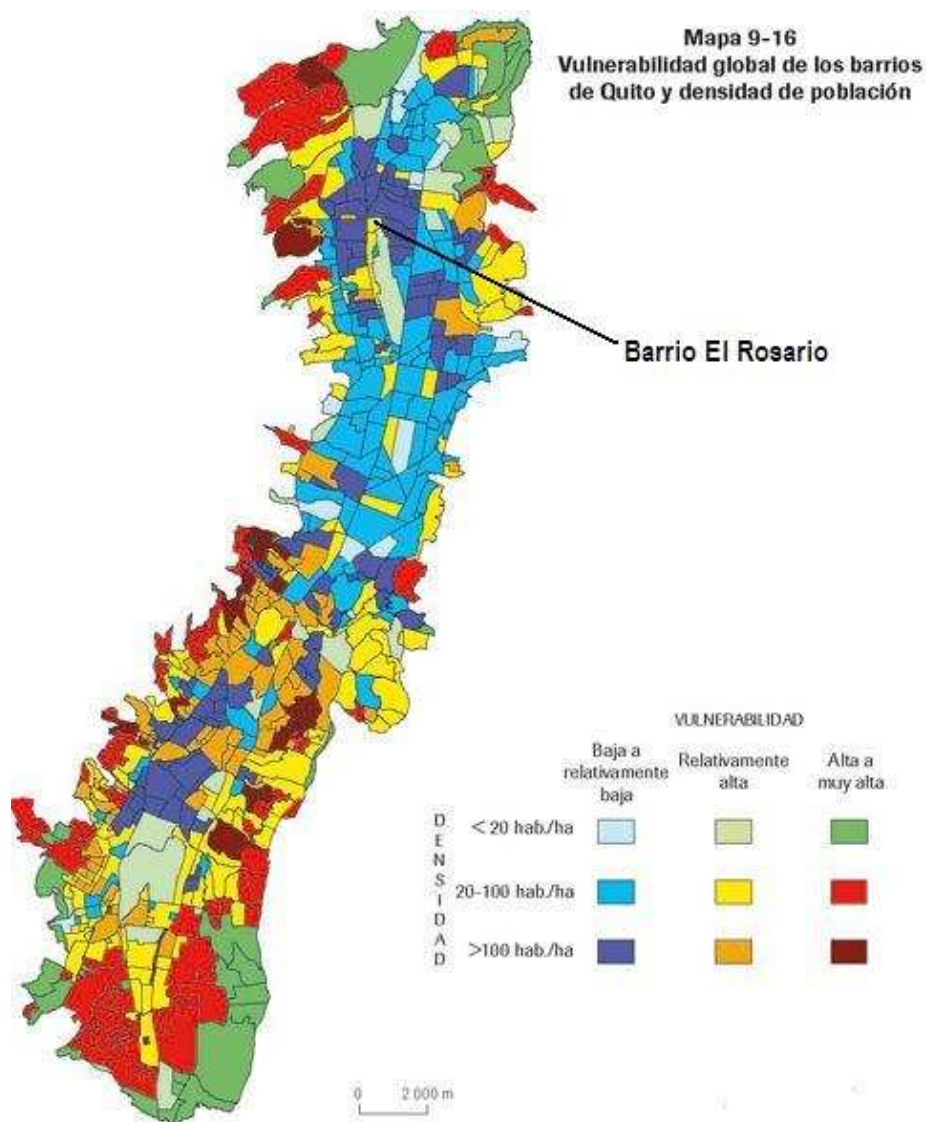 Mapa 9-16
Vulnerabilidad global de los barrios
de Quito y densidad de población
Barrio El Rosario
VULNERABILIDAD
Baja a
relativamente
baja
Relativamente
alta
Alta a
muy alta
DENSIDAD
< 20 hab./ha
20-100 hab./ha
>100 hab./ha
0 2 000 m